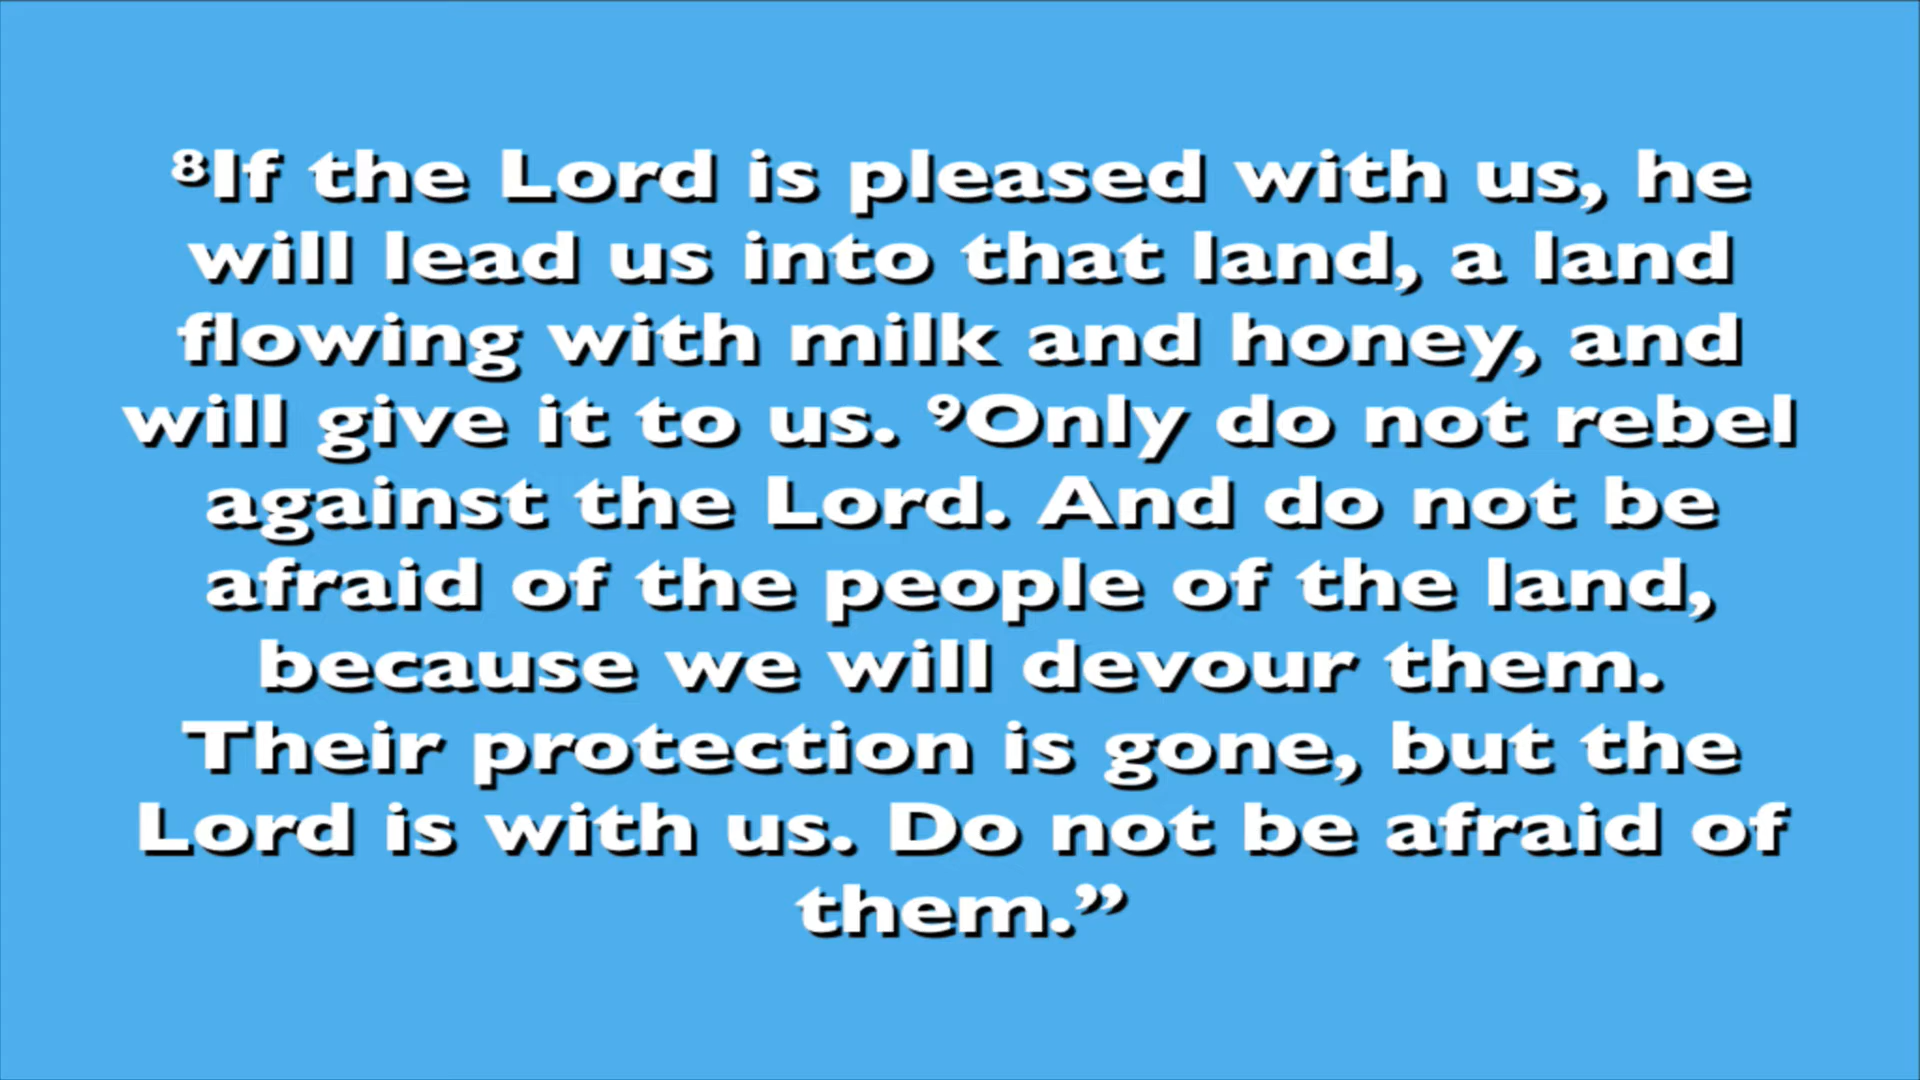 ⁸If the Lord is pleased with us, he
will lead us into that land, a land
flowing with milk and honey, and
will give it to us. ⁹Only do not rebel
against the Lord. And do not be
afraid of the people of the land,
because we will devour them.
Their protection is gone, but the
Lord is with us. Do not be afraid of
them.”